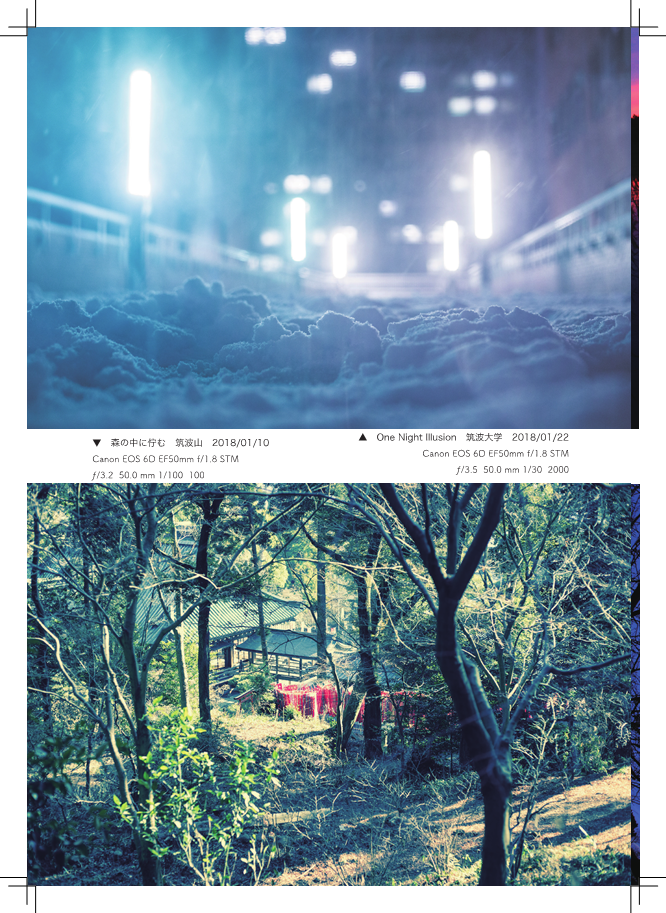 ▼　森の中に佇む　筑波山　2018/01/10
Canon EOS 6D EF50mm f/1.8 STM
ƒ/3.2  50.0 mm 1/100  100
▲　One Night Illusion　筑波大学　2018/01/22
Canon EOS 6D EF50mm f/1.8 STM
ƒ/3.5  50.0 mm 1/30  2000